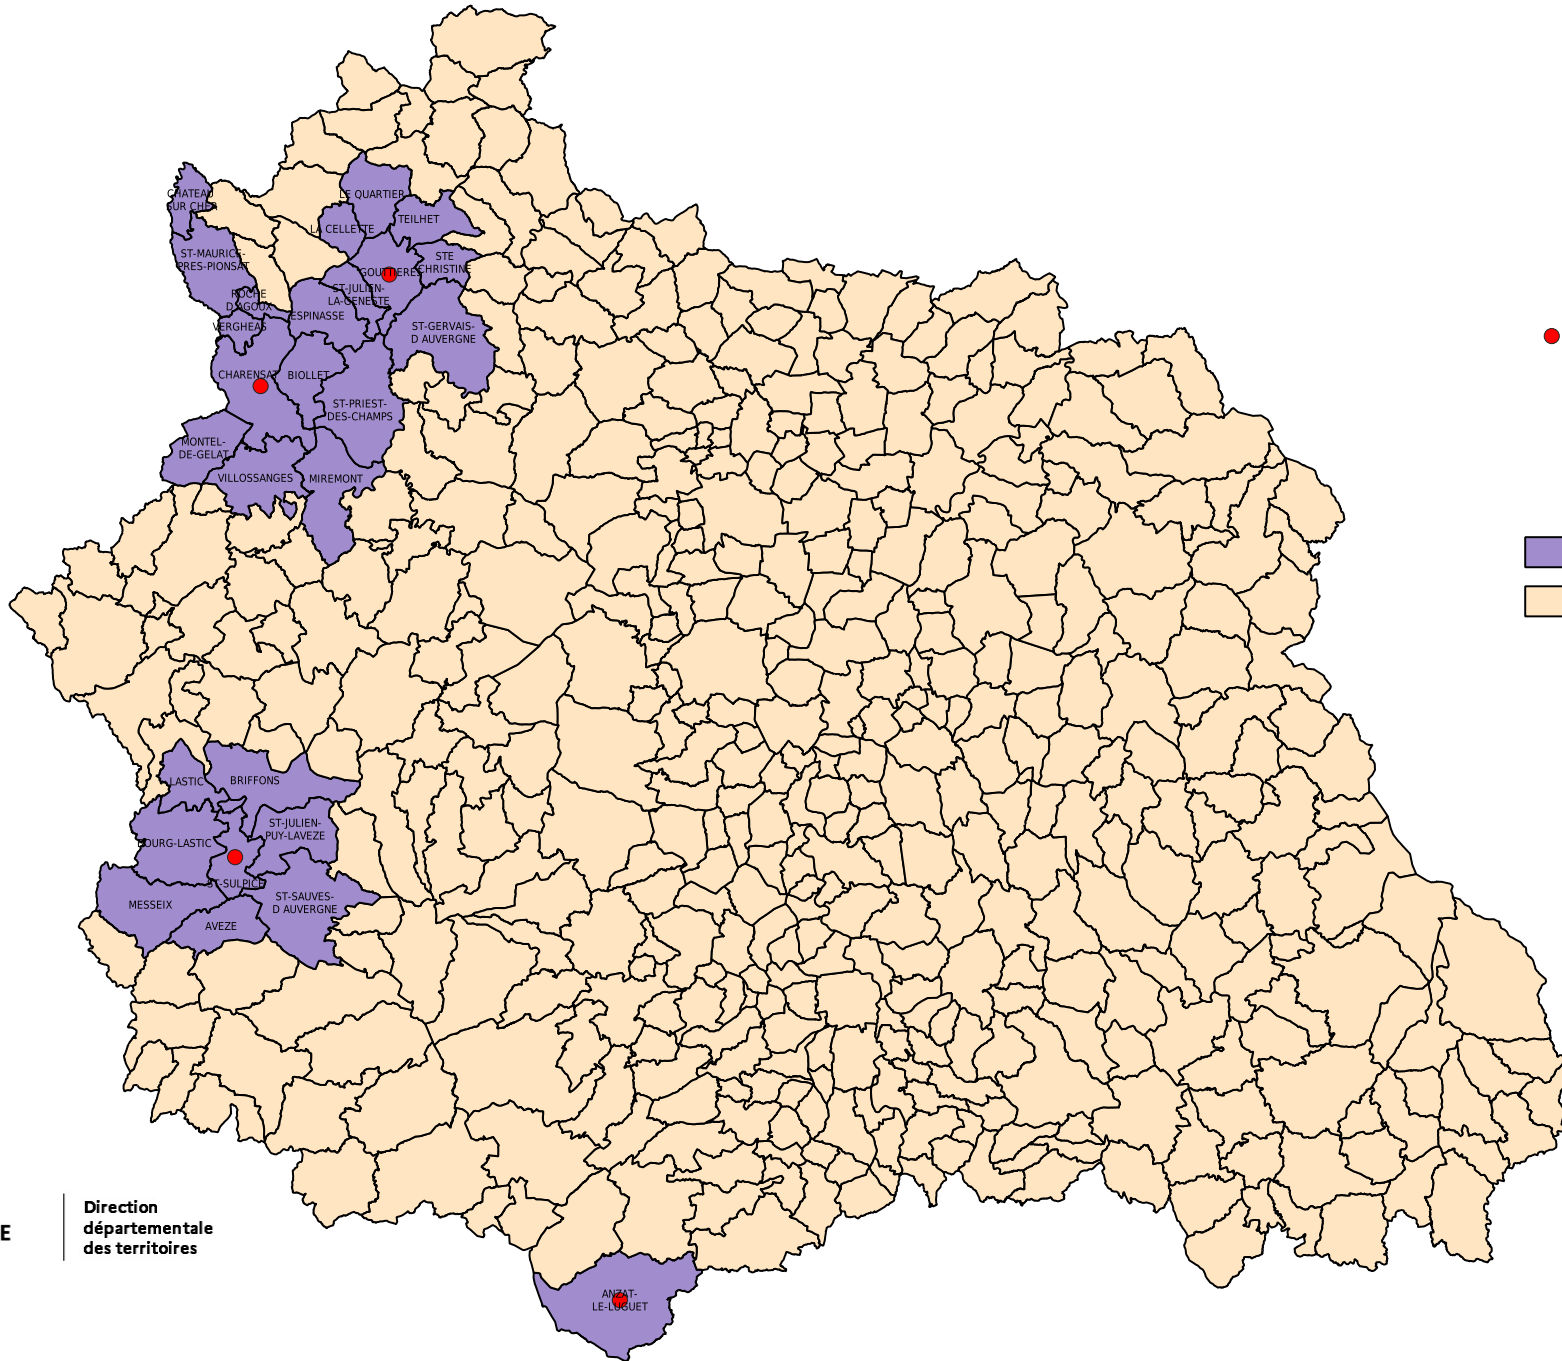 CHATEAU
SUR CHER
LE QUARTIER
TEILHET
LA CELLETTE
ST-MAURICE-
PRES-PIONSAT
STE
CHRISTINE
GOUTTIERES
ROCHE
D'AGOUX
ST-JULIEN-
LA-GENESTE
ESPINASSE
VERGHEAS
ST-GERVAIS-
D AUVERGNE
CHARENSAT
BIOLLET
ST-PRIEST-
DES-CHAMPS
MONTEL-
DE-GELAT
VILLOSSANGES
MIREMONT
LASTIC
BRIFFONS
ST-JULIEN-
PUY-LAVEZE
BOURG-LASTIC
ST-SULPICE
ST-SAUVES-
D AUVERGNE
MESSEIX
AVEZE
E
Direction
départementale
des territoires
ANZAT-
LE-LUGUET